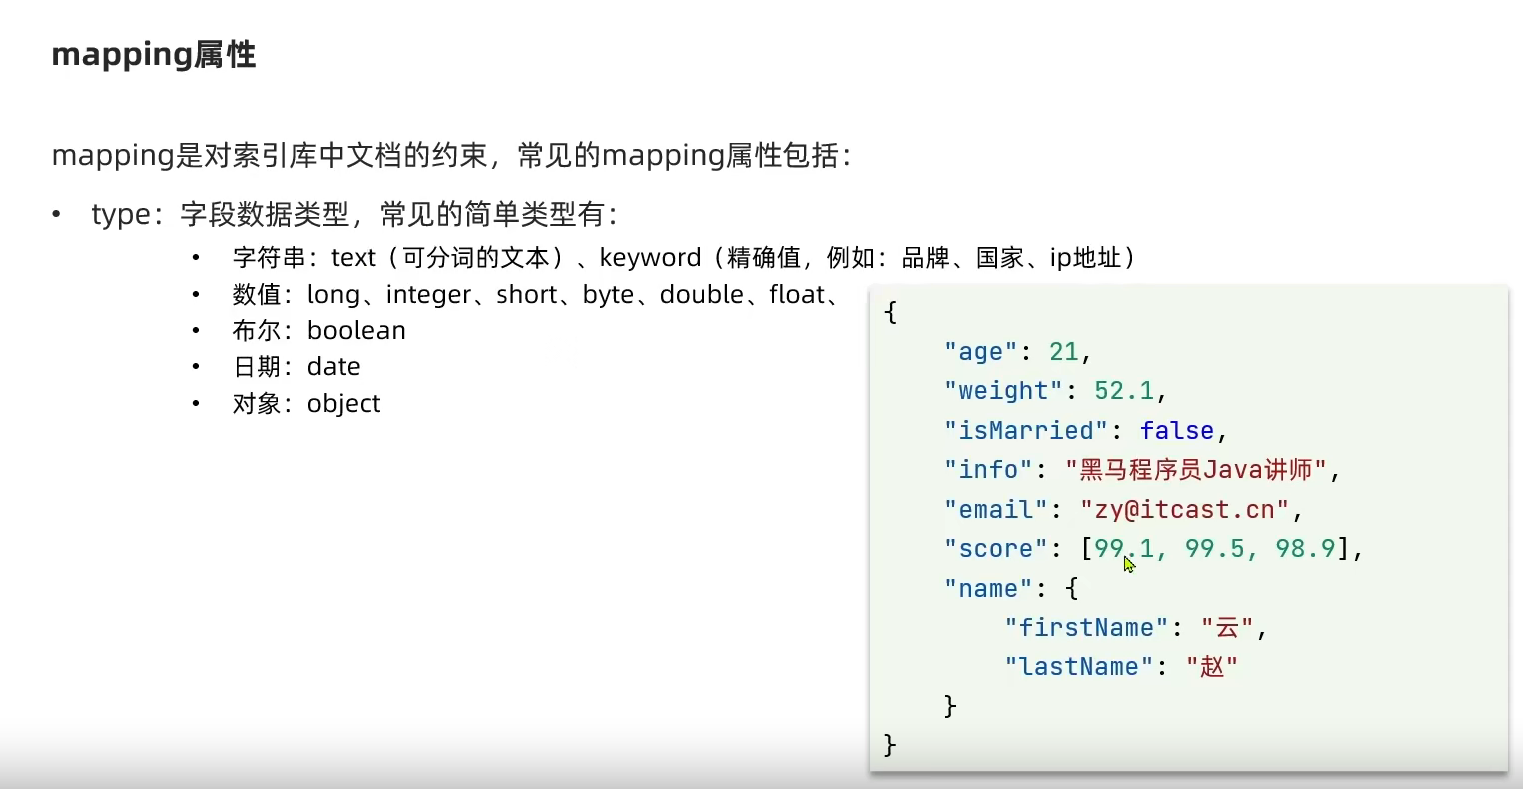 mapping属性
mapping是对索引库中文档的约束，常见的mapping属性包括：
• type：字段数据类型，常见的简单类型有：
• 字符串：text（可分词的文本）、keyword（精确值，例如：品牌、国家、ip地址）
• 数值：long、integer、short、byte、double、float、
• 布尔：boolean
• 日期：date
• 对象：object
{
"age": 21,
"weight": 52.1,
"isMarried": false,
"info": "黑马程序员Java讲师",
"email": "zy@itcast.cn",
"score": [99.1, 99.5, 98.9],
"name": {
"firstName": "云",
"lastName": "赵"
}
}